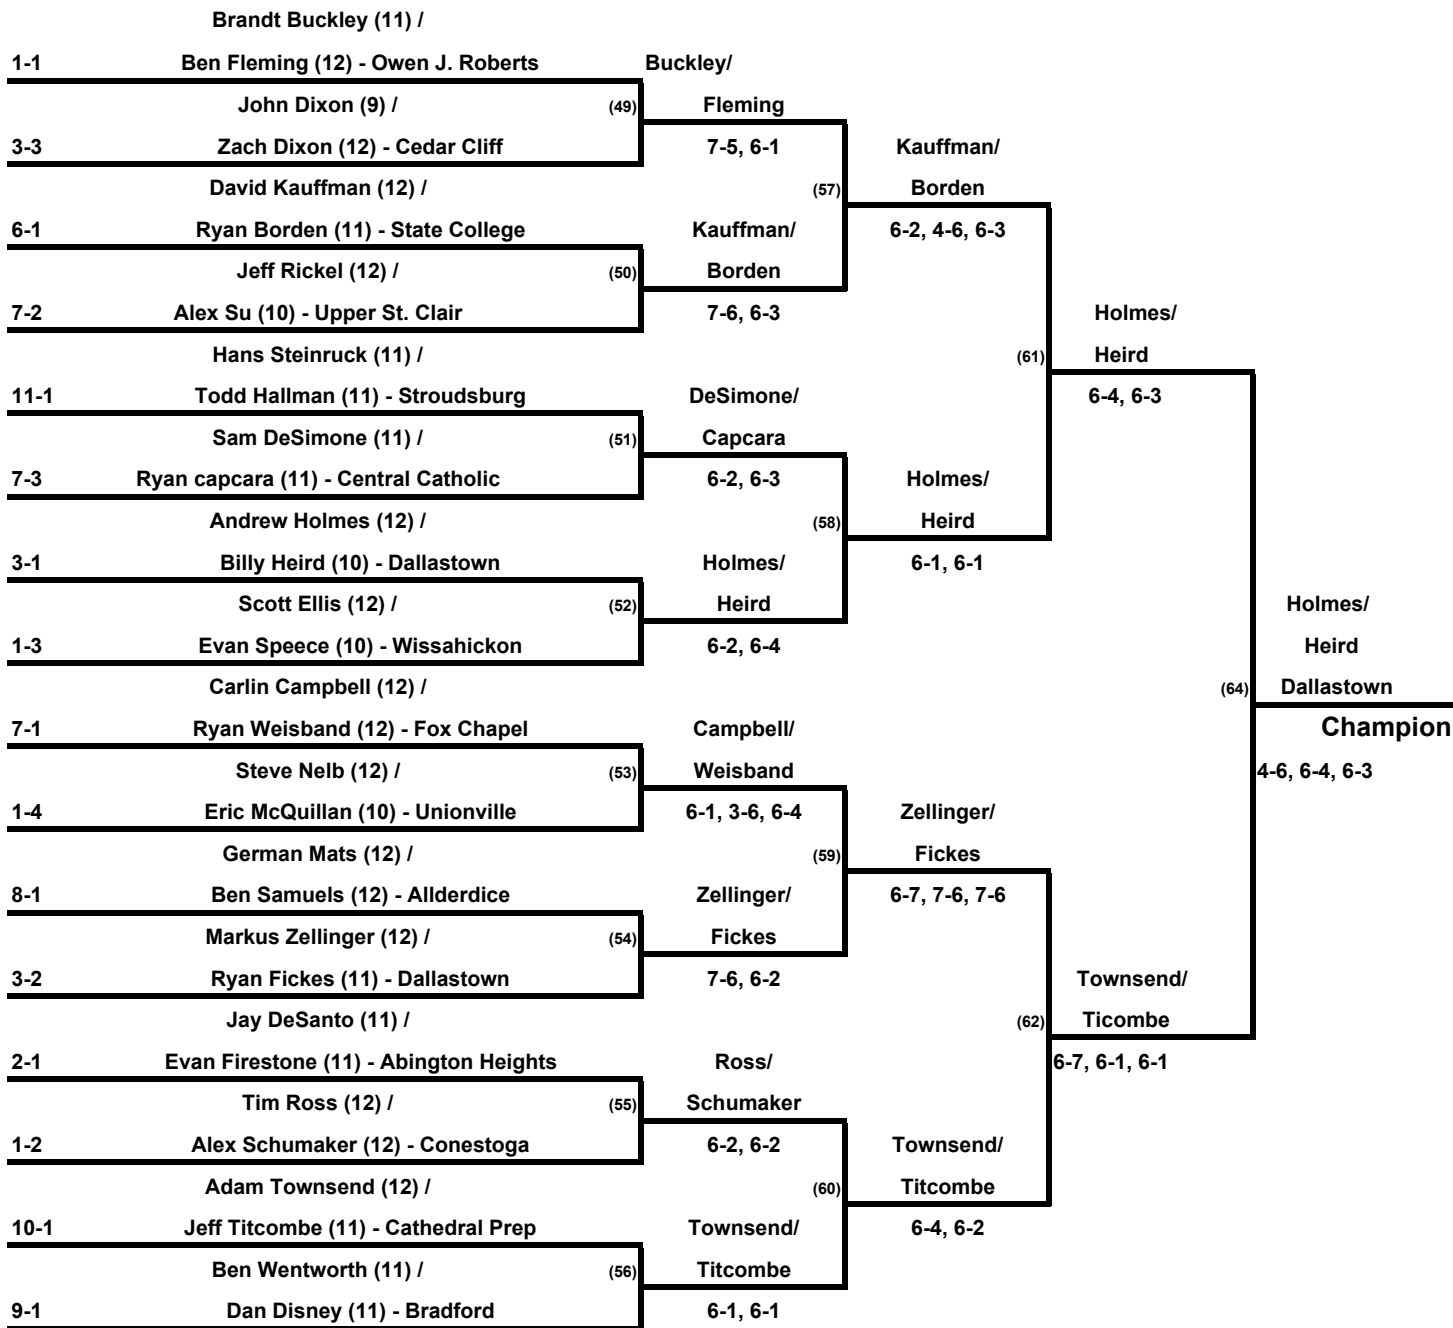 Brandt Buckley (11) /
1-1 Ben Fleming (12) - Owen J. Roberts Buckley/
John Dixon (9) / (49) Fleming
3-3 Zach Dixon (12) - Cedar Cliff 7-5, 6-1 Kauffman/
David Kauffman (12) / (57) Borden
6-1 Ryan Borden (11) - State College Kauffman/ 6-2, 4-6, 6-3
Jeff Rickel (12) / (50) Borden
7-2 Alex Su (10) - Upper St. Clair 7-6, 6-3 Holmes/
Hans Steinruck (11) / (61) Heird
11-1 Todd Hallman (11) - Stroudsburg DeSimone/ 6-4, 6-3
Sam DeSimone (11) / (51) Capcara
7-3 Ryan capcara (11) - Central Catholic 6-2, 6-3 Holmes/
Andrew Holmes (12) / (58) Heird
3-1 Billy Heird (10) - Dallastown Holmes/ 6-1, 6-1
Scott Ellis (12) / (52) Heird Holmes/
1-3 Evan Speece (10) - Wissahickon 6-2, 6-4 Heird
Carlin Campbell (12) / (64) Dallastown
7-1 Ryan Weisband (12) - Fox Chapel Campbell/ Champion
Steve Nelb (12) / (53) Weisband 4-6, 6-4, 6-3
1-4 Eric McQuillan (10) - Unionville 6-1, 3-6, 6-4 Zellinger/
German Mats (12) / (59) Fickes
8-1 Ben Samuels (12) - Allderdice Zellinger/ 6-7, 7-6, 7-6
Markus Zellinger (12) / (54) Fickes
3-2 Ryan Fickes (11) - Dallastown 7-6, 6-2 Townsend/
Jay DeSanto (11) / (62) Ticombe
2-1 Evan Firestone (11) - Abington Heights Ross/ 6-7, 6-1, 6-1
Tim Ross (12) / (55) Schumaker
1-2 Alex Schumaker (12) - Conestoga 6-2, 6-2 Townsend/
Adam Townsend (12) / (60) Titcombe
10-1 Jeff Titcombe (11) - Cathedral Prep Townsend/ 6-4, 6-2
Ben Wentworth (11) / (56) Titcombe
9-1 Dan Disney (11) - Bradford 6-1, 6-1